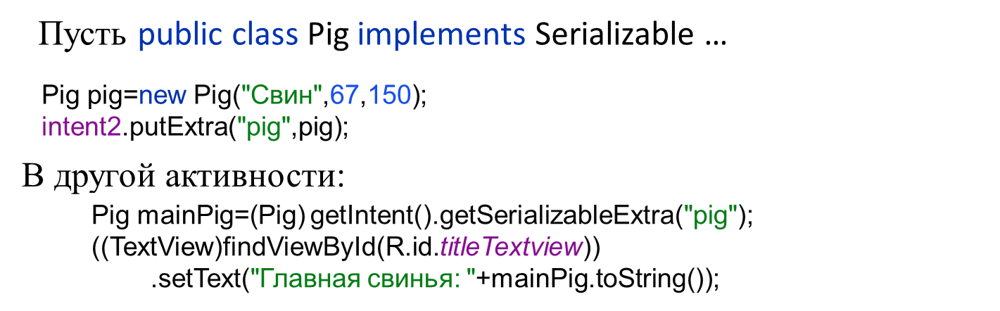 Пусть public class Pig implements Serializable ...
Pig pig=new Pig("Свин",67,150);
intent2.putExtra("pig",pig);
В другой активности:
Pig mainPig=(Pig) getIntent().getSerializableExtra("pig");
((TextView)findViewById(R.id.titleTextview))
.setText("Главная свинья: "+mainPig.toString());